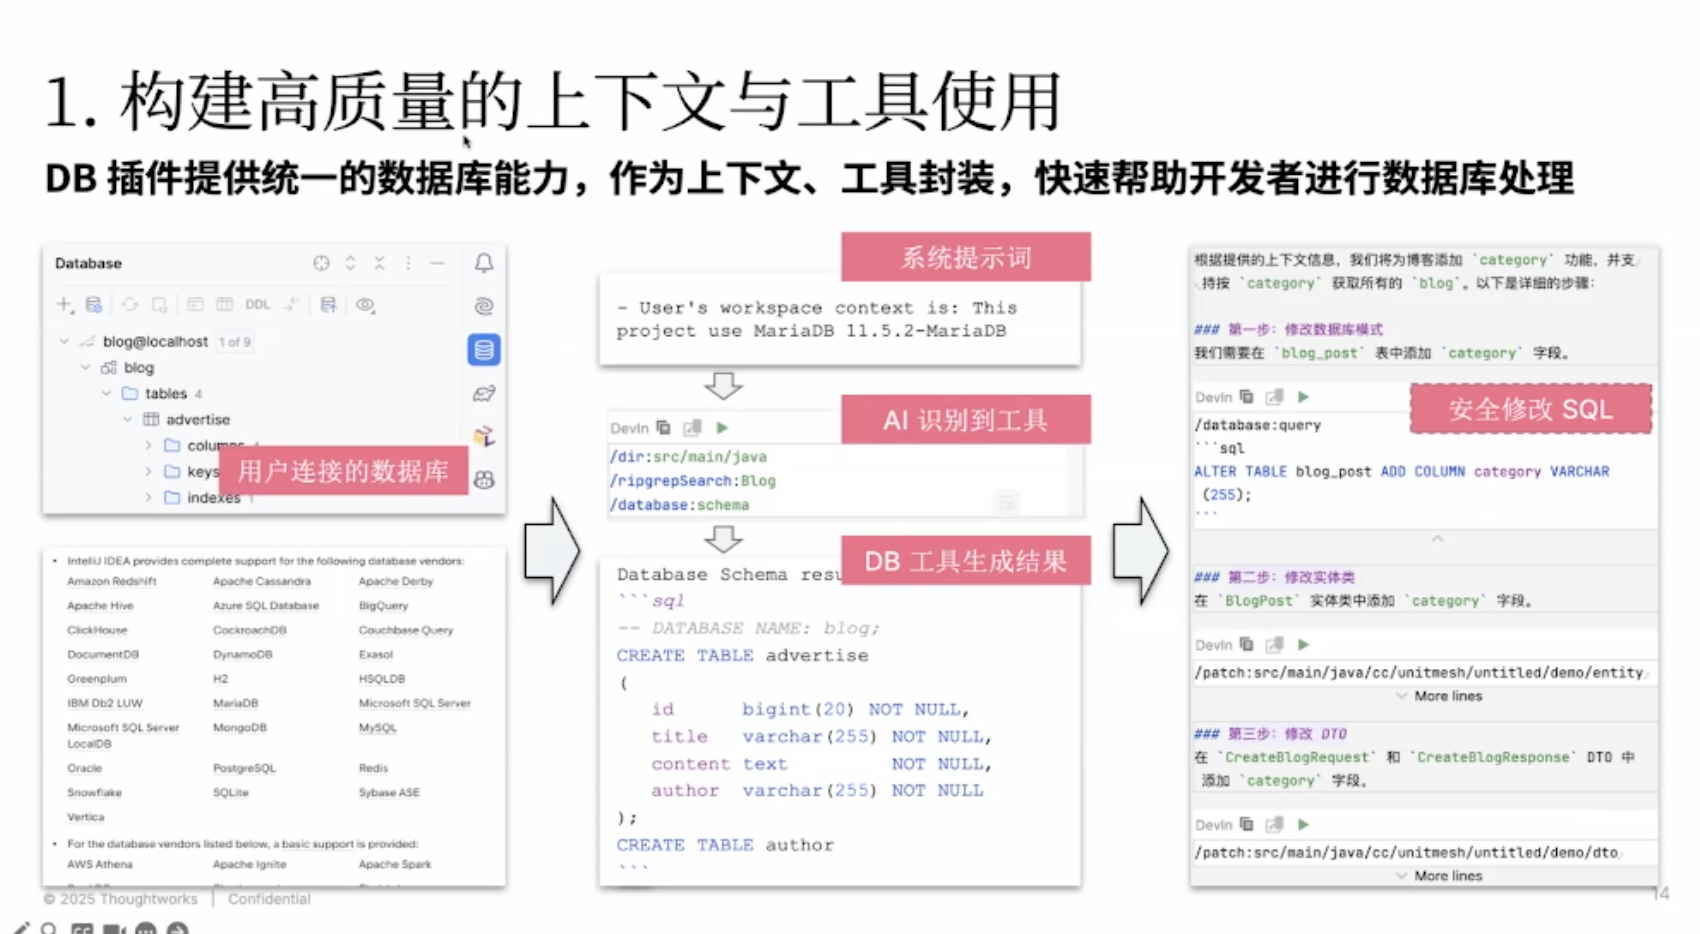 1. 构建高质量的上下文与工具使用
DB 插件提供统一的数据库能力，作为上下文、工具封装，快速帮助开发者进行数据库处理
Database
DDL
blog@localhost 1 of 9
blog
tables 4
advertise
columns
keys
indexes
用户连接的数据库
• IntelliJ IDEA provides complete support for the following database vendors:
Amazon Redshift Apache Cassandra Apache Derby
Apache Hive Azure SQL Database BigQuery
ClickHouse CockroachDB Couchbase Query
DocumentDB DynamoDB Exasol
Greenplum H2 HSQLDB
IBM Db2 LUW MariaDB Microsoft SQL Server
Microsoft SQL Server LocalDB MongoDB MySQL
Oracle PostgreSQL Redis
Snowflake SQLite Sybase ASE
Vertica
• For the database vendors listed below, a basic support is provided:
AWS Athena Apache Ignite Apache Spark
系统提示词
- User's workspace context is: This
project use MariaDB 11.5.2-MariaDB
AI 识别到工具
DevIn
/dir:src/main/java
/ripgrepSearch:Blog
/database:schema
DB 工具生成结果
Database Schema
```sql
-- DATABASE NAME: blog;
CREATE TABLE advertise
(
id bigint(20) NOT NULL,
title varchar(255) NOT NULL,
content text NOT NULL,
author varchar(255) NOT NULL
);
CREATE TABLE author
```
根据提供的上下文信息，我们将为博客添加 `category` 功能，并支
持按 `category` 获取所有的 `blog`。以下是详细的步骤：
### 第一步：修改数据库模式
我们需要在 `blog_post` 表中添加 `category` 字段。
DevIn
安全修改 SQL
/database:query
```sql
ALTER TABLE blog_post ADD COLUMN category VARCHAR
(255);
```
### 第二步：修改实体类
在 `BlogPost` 实体类中添加 `category` 字段。
DevIn
/patch:src/main/java/cc/unitmesh/untitled/demo/entity
More lines
### 第三步：修改 DTO
在 `CreateBlogRequest` 和 `CreateBlogResponse` DTO 中
添加 `category` 字段。
DevIn
/patch:src/main/java/cc/unitmesh/untitled/demo/dto
More lines
© 2025 Thoughtworks | Confidential
14